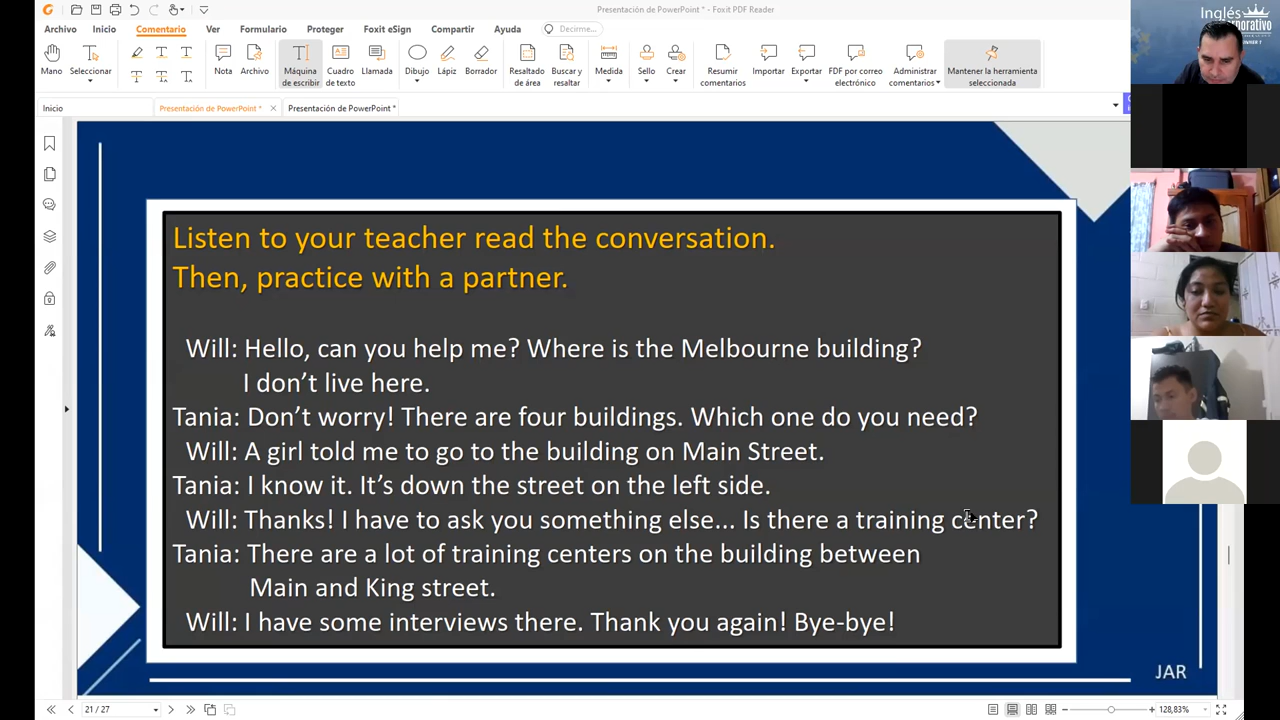 Presentación de PowerPoint * - Foxit PDF Reader
Archivo Inicio Comentario Ver Formulario Proteger Foxit eSign Compartir Ayuda Decirme...
Mano Seleccionar Nota Archivo Máquina de escribir Cuadro de texto Llamada Dibujo Lápiz Borrador Resaltado de área Buscar y resaltar Medida Sello Crear Resumir comentarios Importar Exportar FDF por correo electrónico Administrar comentarios Mantener la herramienta seleccionada
Inicio Presentación de PowerPoint * Presentación de PowerPoint *
Inglés
Listen to your teacher read the conversation.
Then, practice with a partner.
Will: Hello, can you help me? Where is the Melbourne building?
I don't live here.
Tania: Don't worry! There are four buildings. Which one do you need?
Will: A girl told me to go to the building on Main Street.
Tania: I know it. It's down the street on the left side.
Will: Thanks! I have to ask you something else... Is there a training center?
Tania: There are a lot of training centers on the building between
Main and King street.
Will: I have some interviews there. Thank you again! Bye-bye!
JAR
21 / 27
128,83%